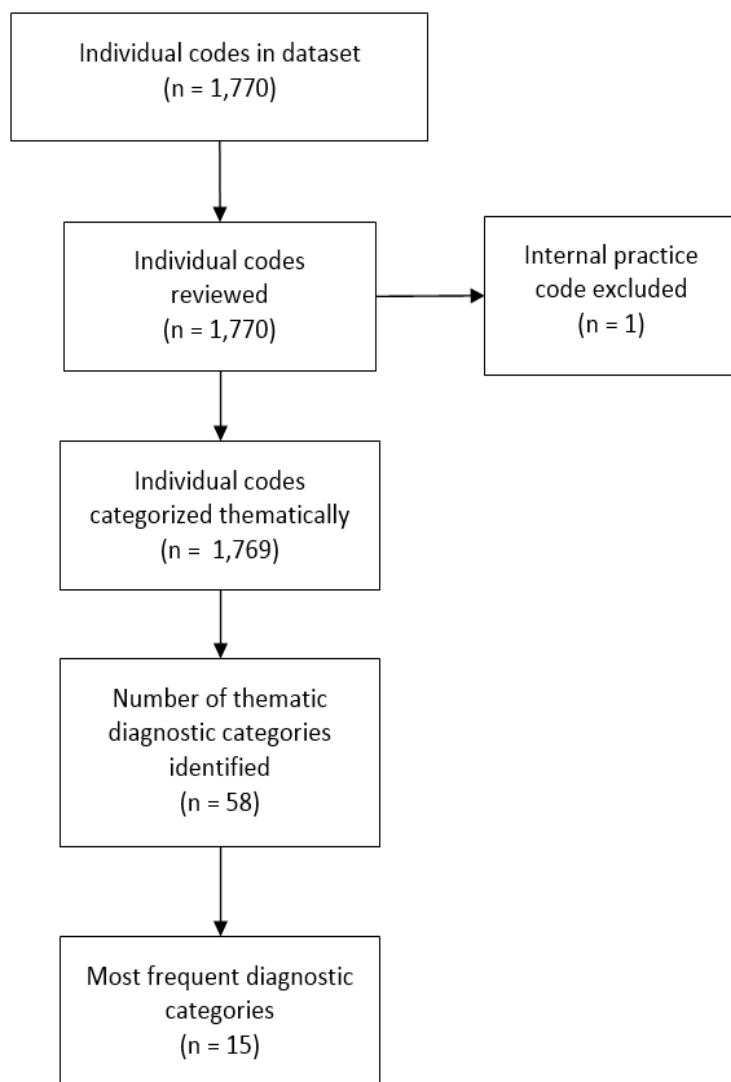 Individual codes in dataset
(n = 1,770)
Individual codes
reviewed
(n = 1,770)
Internal practice
code excluded
(n = 1)
Individual codes
categorized thematically
(n =  1,769)
Number of thematic
diagnostic categories
identified
(n = 58)
Most frequent diagnostic
categories
(n = 15)